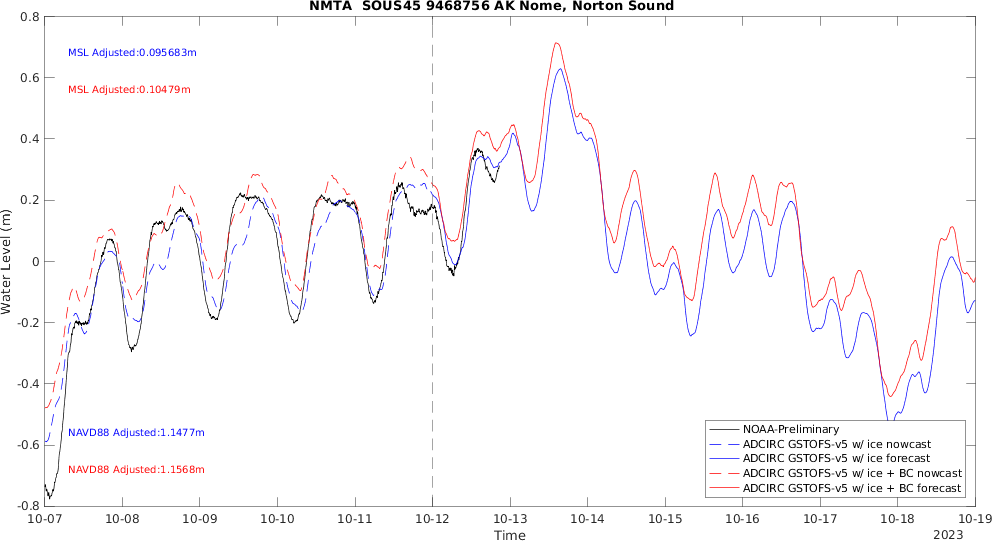 NMTA SOUS45 9468756 AK Nome, Norton Sound
0.8
0.6
0.4
0.2
0
-0.2
-0.4
-0.6
-0.8
Water Level (m)
MSL Adjusted:0.095683m
MSL Adjusted:0.10479m
NAVD88 Adjusted:1.1477m
NAVD88 Adjusted:1.1568m
NOAA-Preliminary
ADCIRC GSTOFS-v5 w/ ice nowcast
ADCIRC GSTOFS-v5 w/ ice forecast
ADCIRC GSTOFS-v5 w/ ice + BC nowcast
ADCIRC GSTOFS-v5 w/ ice + BC forecast
10-07 10-08 10-09 10-10 10-11 10-12 10-13 10-14 10-15 10-16 10-17 10-18 10-19
Time
2023